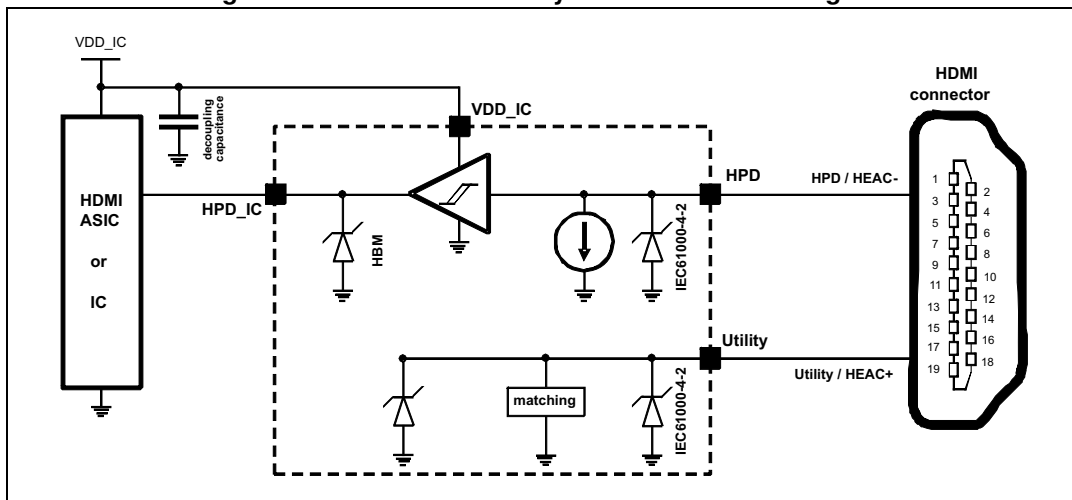 VDD_IC
HDMI
connector
decoupling
capacitance
VDD_IC
HDMI
ASIC
or
IC
HPD_IC
HBM
IEC61000-4-2
HPD
HPD / HEAC-
1
2
3
4
5
6
7
8
9
10
11
12
13
14
15
16
17
18
19
Utility
Utility / HEAC+
matching
IEC61000-4-2